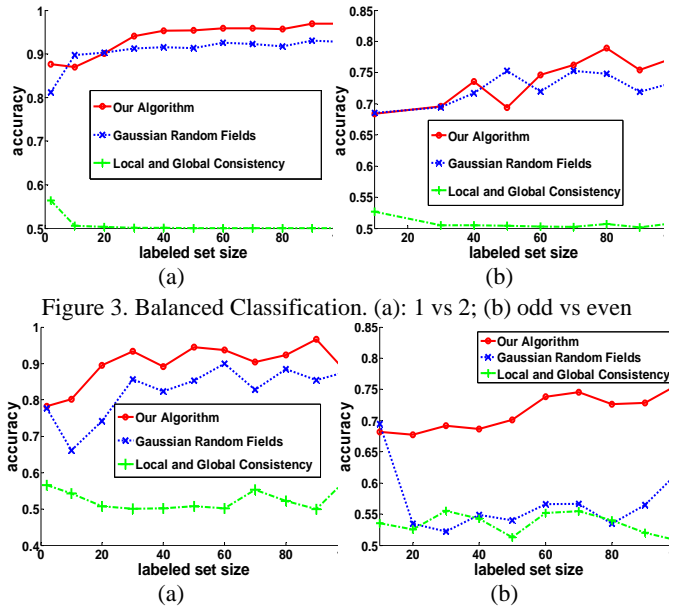 1
0.9
0.8
0.7
0.6
0.5
accuracy
0 20 40 60 80
labeled set size
Our Algorithm
Gaussian Random Fields
Local and Global Consistency
(a)
0.85
0.8
0.75
0.7
0.65
0.6
0.55
0.5
accuracy
20 40 60 80
labeled set size
Our Algorithm
Gaussian Random Fields
Local and Global Consistency
(b)
Figure 3. Balanced Classification. (a): 1 vs 2; (b) odd vs even
1
0.9
0.8
0.7
0.6
0.5
0.4
accuracy
20 40 60 80
labeled set size
Our Algorithm
Gaussian Random Fields
Local and Global Consistency
(a)
0.85
0.8
0.75
0.7
0.65
0.6
0.55
0.5
accuracy
20 40 60 80
labeled set size
Our Algorithm
Gaussian Random Fields
Local and Global Consistency
(b)